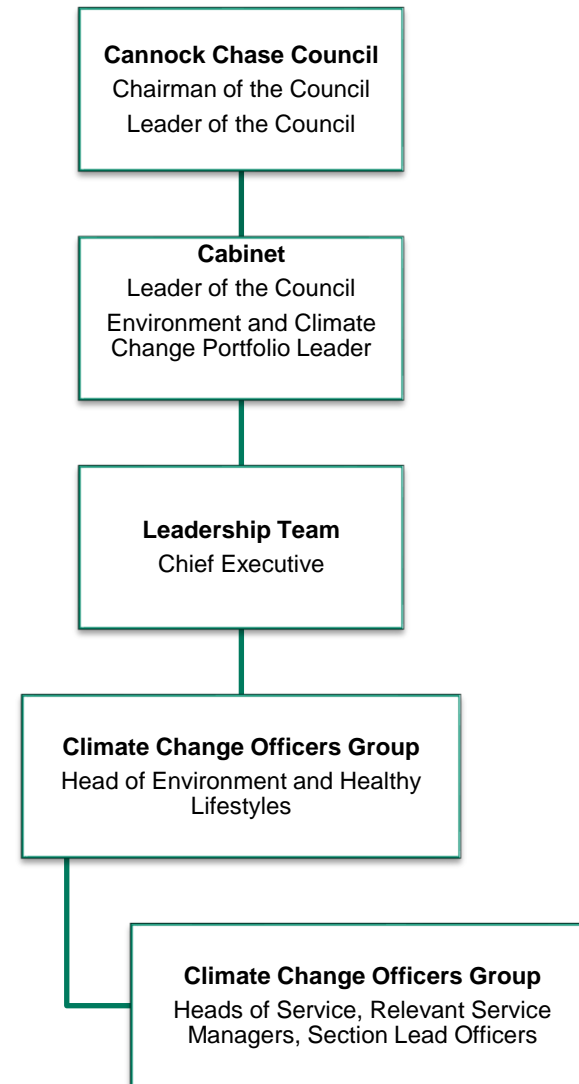 Cannock Chase Council
Chairman of the Council
Leader of the Council
Cabinet
Leader of the Council
Environment and Climate
Change Portfolio Leader
Leadership Team
Chief Executive
Climate Change Officers Group
Head of Environment and Healthy
Lifestyles
Climate Change Officers Group
Heads of Service, Relevant Service
Managers, Section Lead Officers